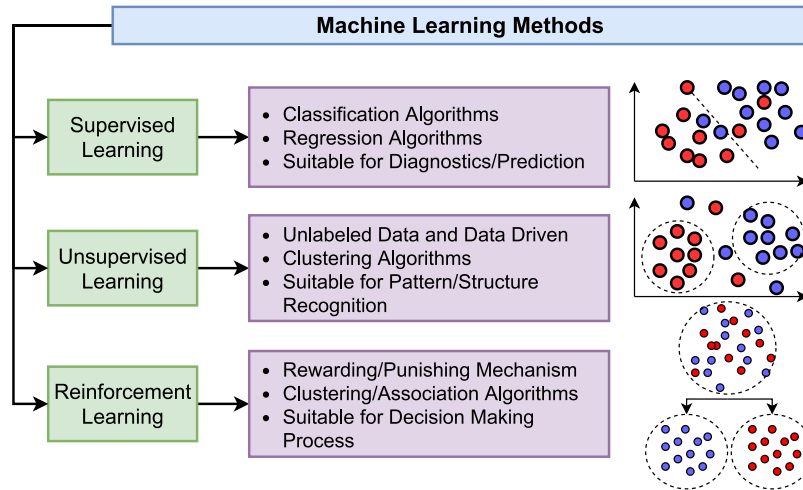 Machine Learning Methods
Supervised
Learning
• Classification Algorithms
• Regression Algorithms
• Suitable for Diagnostics/Prediction
Unsupervised
Learning
• Unlabeled Data and Data Driven
• Clustering Algorithms
• Suitable for Pattern/Structure
Recognition
Reinforcement
Learning
• Rewarding/Punishing Mechanism
• Clustering/Association Algorithms
• Suitable for Decision Making
Process